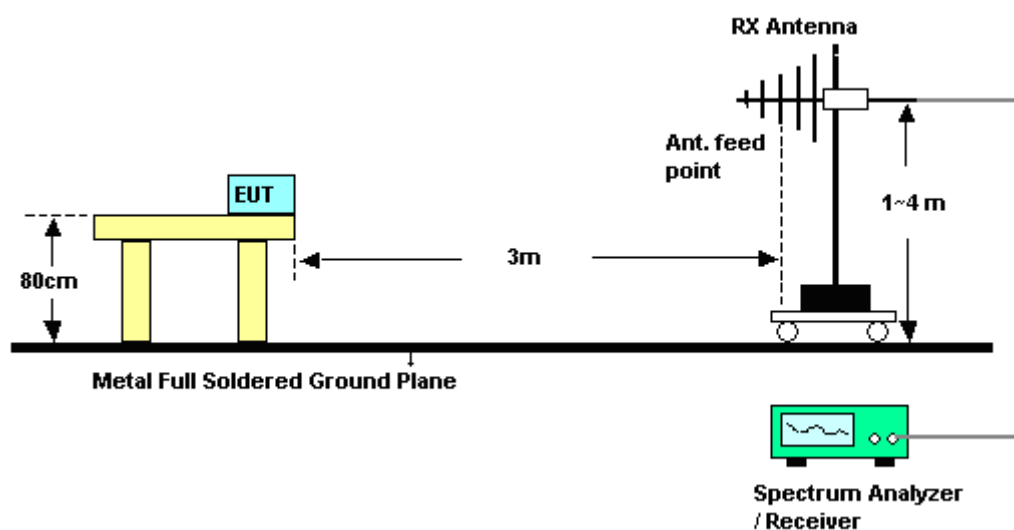 RX Antenna
Ant. feed
point
EUT
1~4 m
3m
80cm
Metal Full Soldered Ground Plane
Spectrum Analyzer
/ Receiver